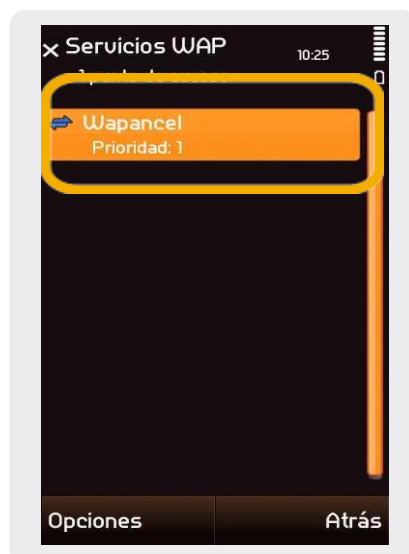 Servicios WAP
10:25
Wapancel
Prioridad: 1
Opciones
Atrás